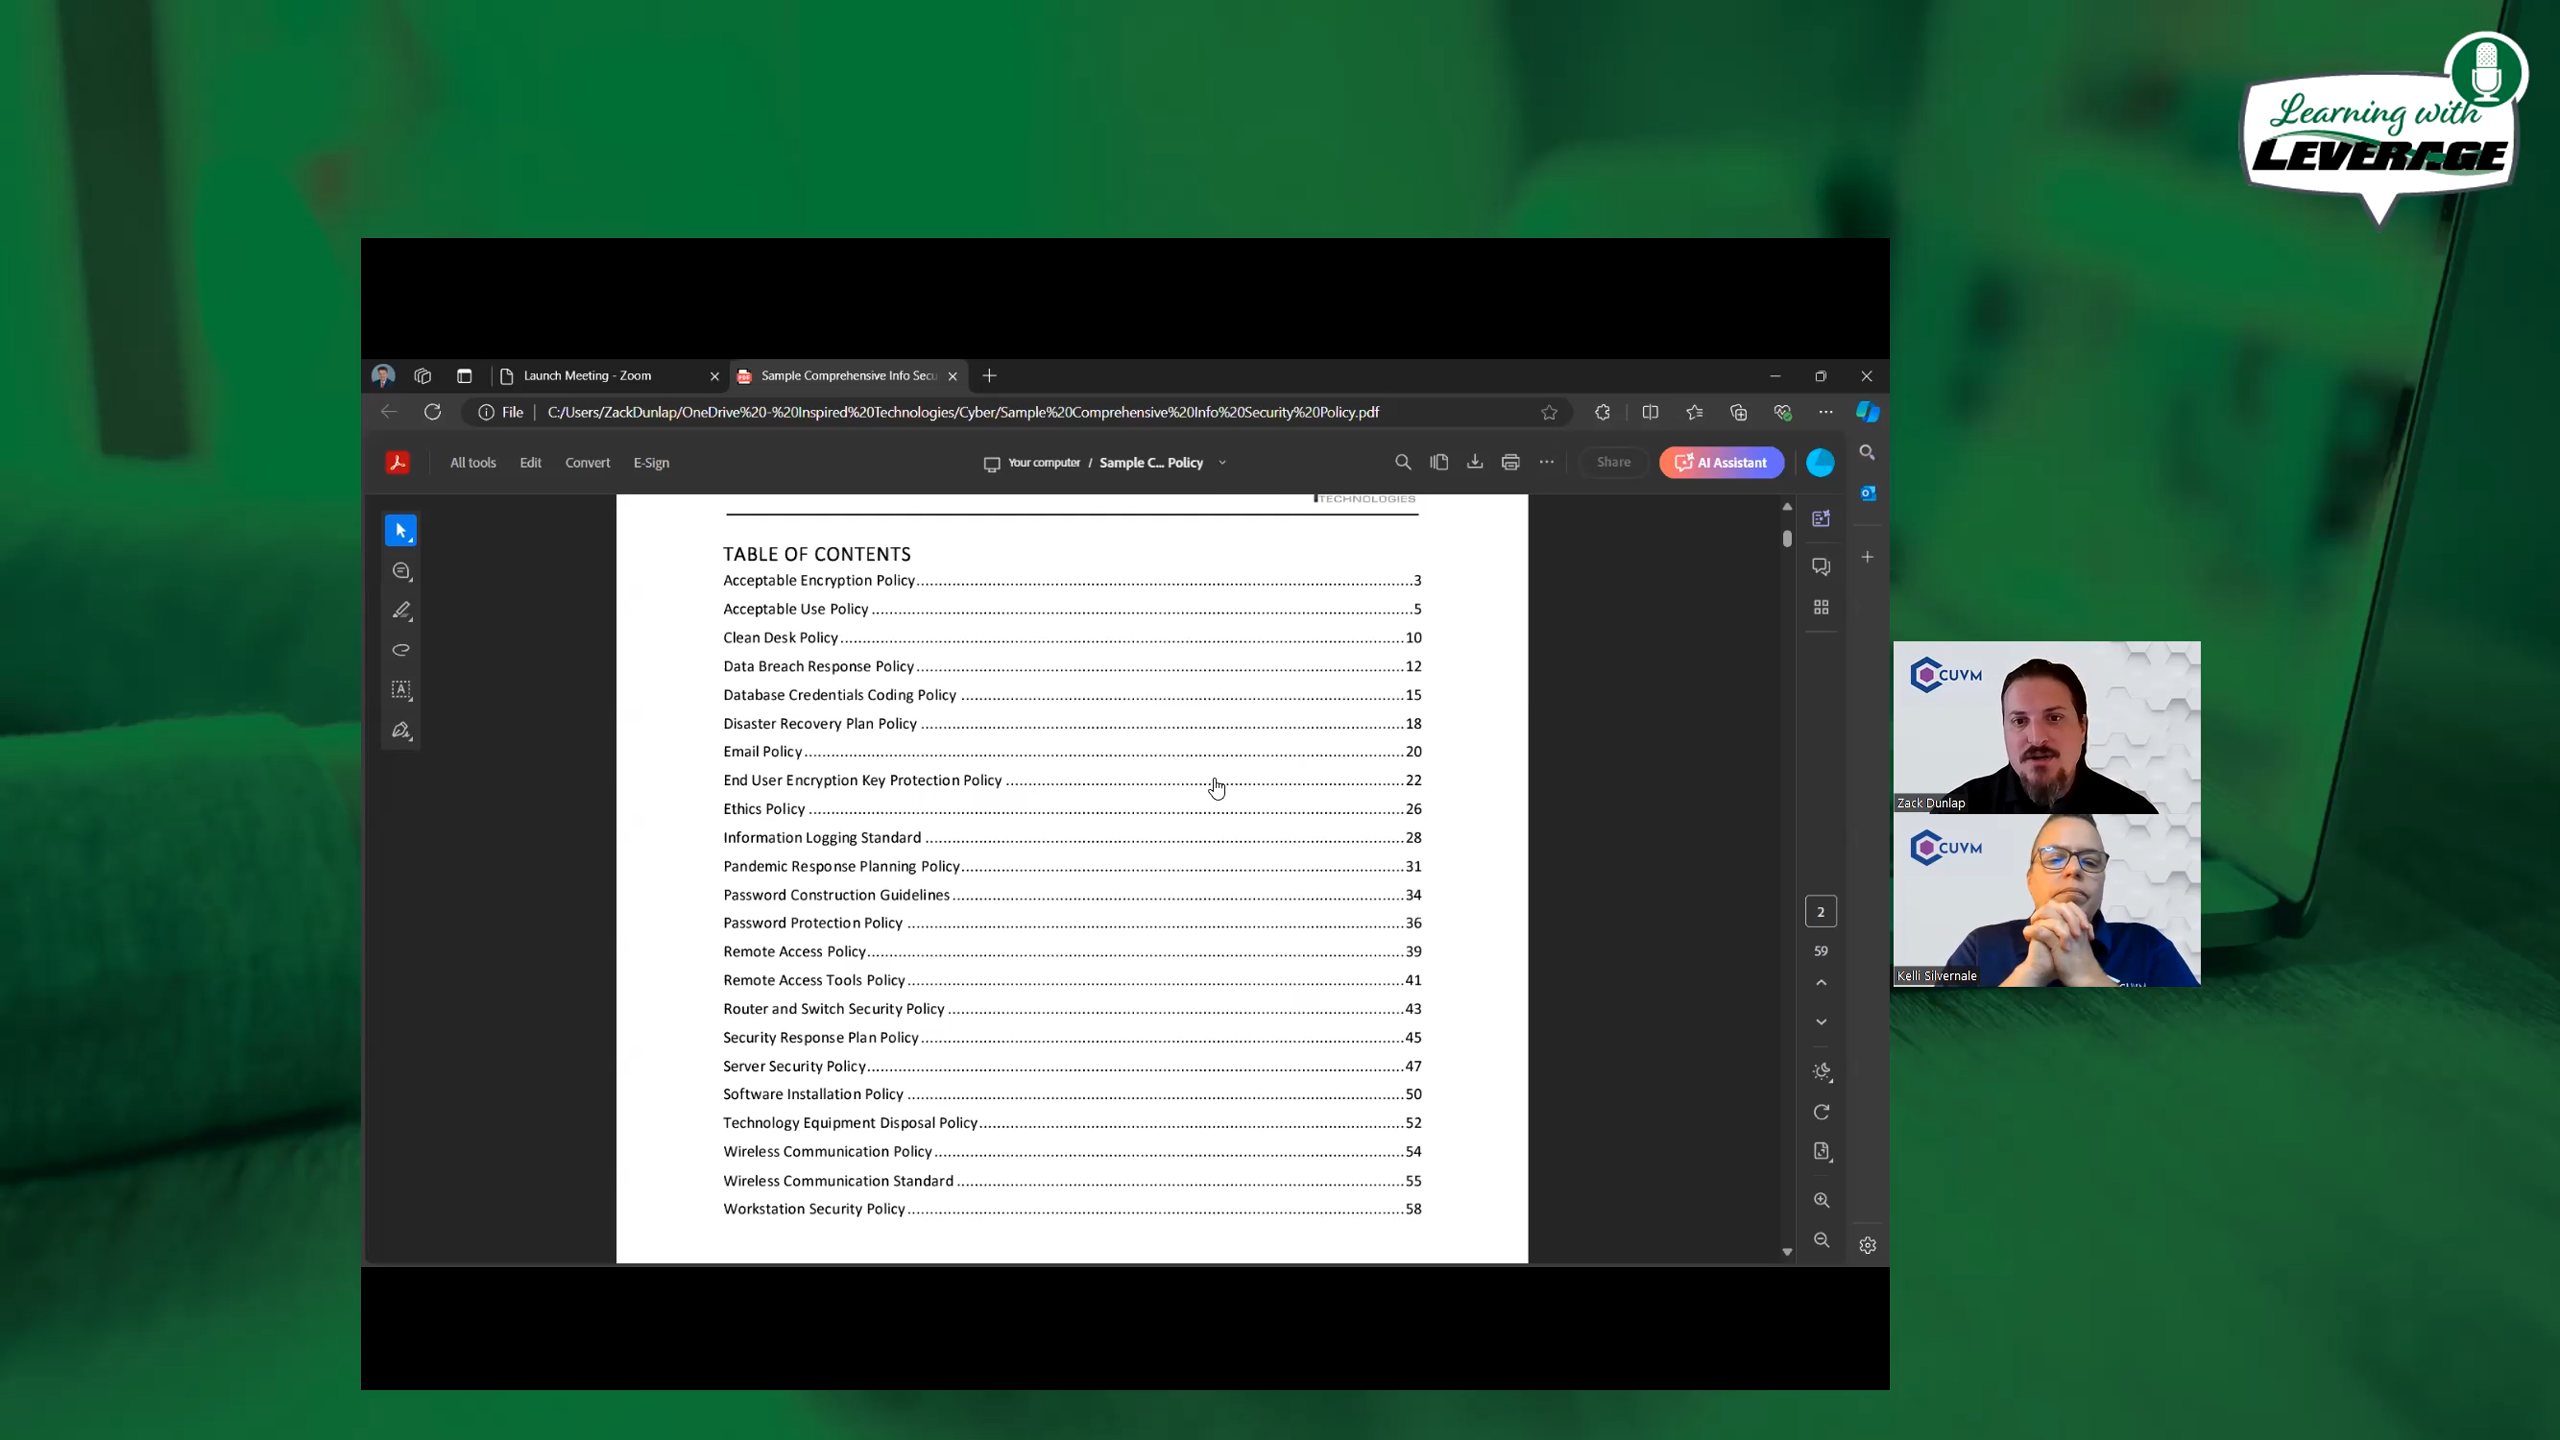 Learning with
LEVERAGE
Launch Meeting - Zoom
Sample Comprehensive Info Secu
File
C:/Users/ZackDunlap/OneDrive%20-%20Inspired%20Technologies/Cyber/Sample%20Comprehensive%20Info%20Security%20Policy.pdf
All tools
Edit
Convert
E-Sign
Your computer / Sample C... Policy
Share
AI Assistant
TECHNOLOGIES
TABLE OF CONTENTS
Acceptable Encryption Policy 3
Acceptable Use Policy 5
Clean Desk Policy 10
Data Breach Response Policy 12
Database Credentials Coding Policy 15
Disaster Recovery Plan Policy 18
Email Policy 20
End User Encryption Key Protection Policy 22
Ethics Policy 26
Information Logging Standard 28
Pandemic Response Planning Policy 31
Password Construction Guidelines 34
Password Protection Policy 36
Remote Access Policy 39
Remote Access Tools Policy 41
Router and Switch Security Policy 43
Security Response Plan Policy 45
Server Security Policy 47
Software Installation Policy 50
Technology Equipment Disposal Policy 52
Wireless Communication Policy 54
Wireless Communication Standard 55
Workstation Security Policy 58
2
59
CUVM
Zack Dunlap
CUVM
Kelli Silvernale